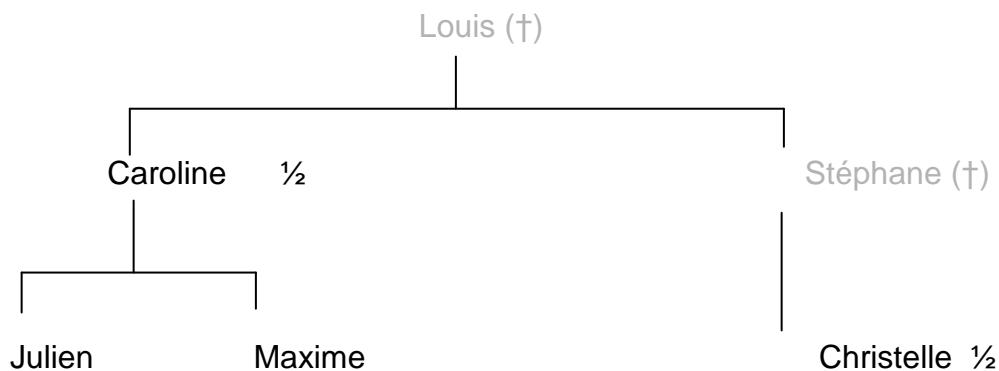 Louis (†)
Caroline ½
Stéphane (†)
Julien
Maxime
Christelle ½